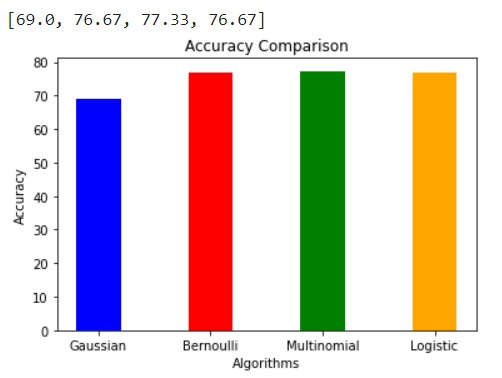 [69.0, 76.67, 77.33, 76.67]
Accuracy Comparison
80
70
60
50
40
30
20
10
0
Accuracy
Gaussian Bernoulli Multinomial Logistic
Algorithms